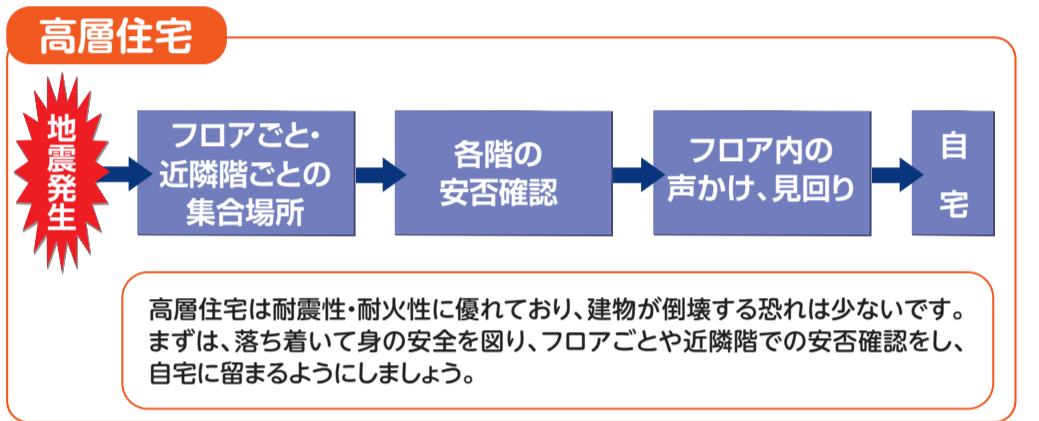 高層住宅
地震発生
フロアごと・
近隣階ごとの
集合場所
各階の
安否確認
フロア内の
声かけ、見回り
自宅
高層住宅は耐震性・耐火性に優れており、建物が倒壊する恐れは少ないです。
まずは、落ち着いて身の安全を図り、フロアごとや近隣階での安否確認をし、
自宅に留まるようにしましょう。